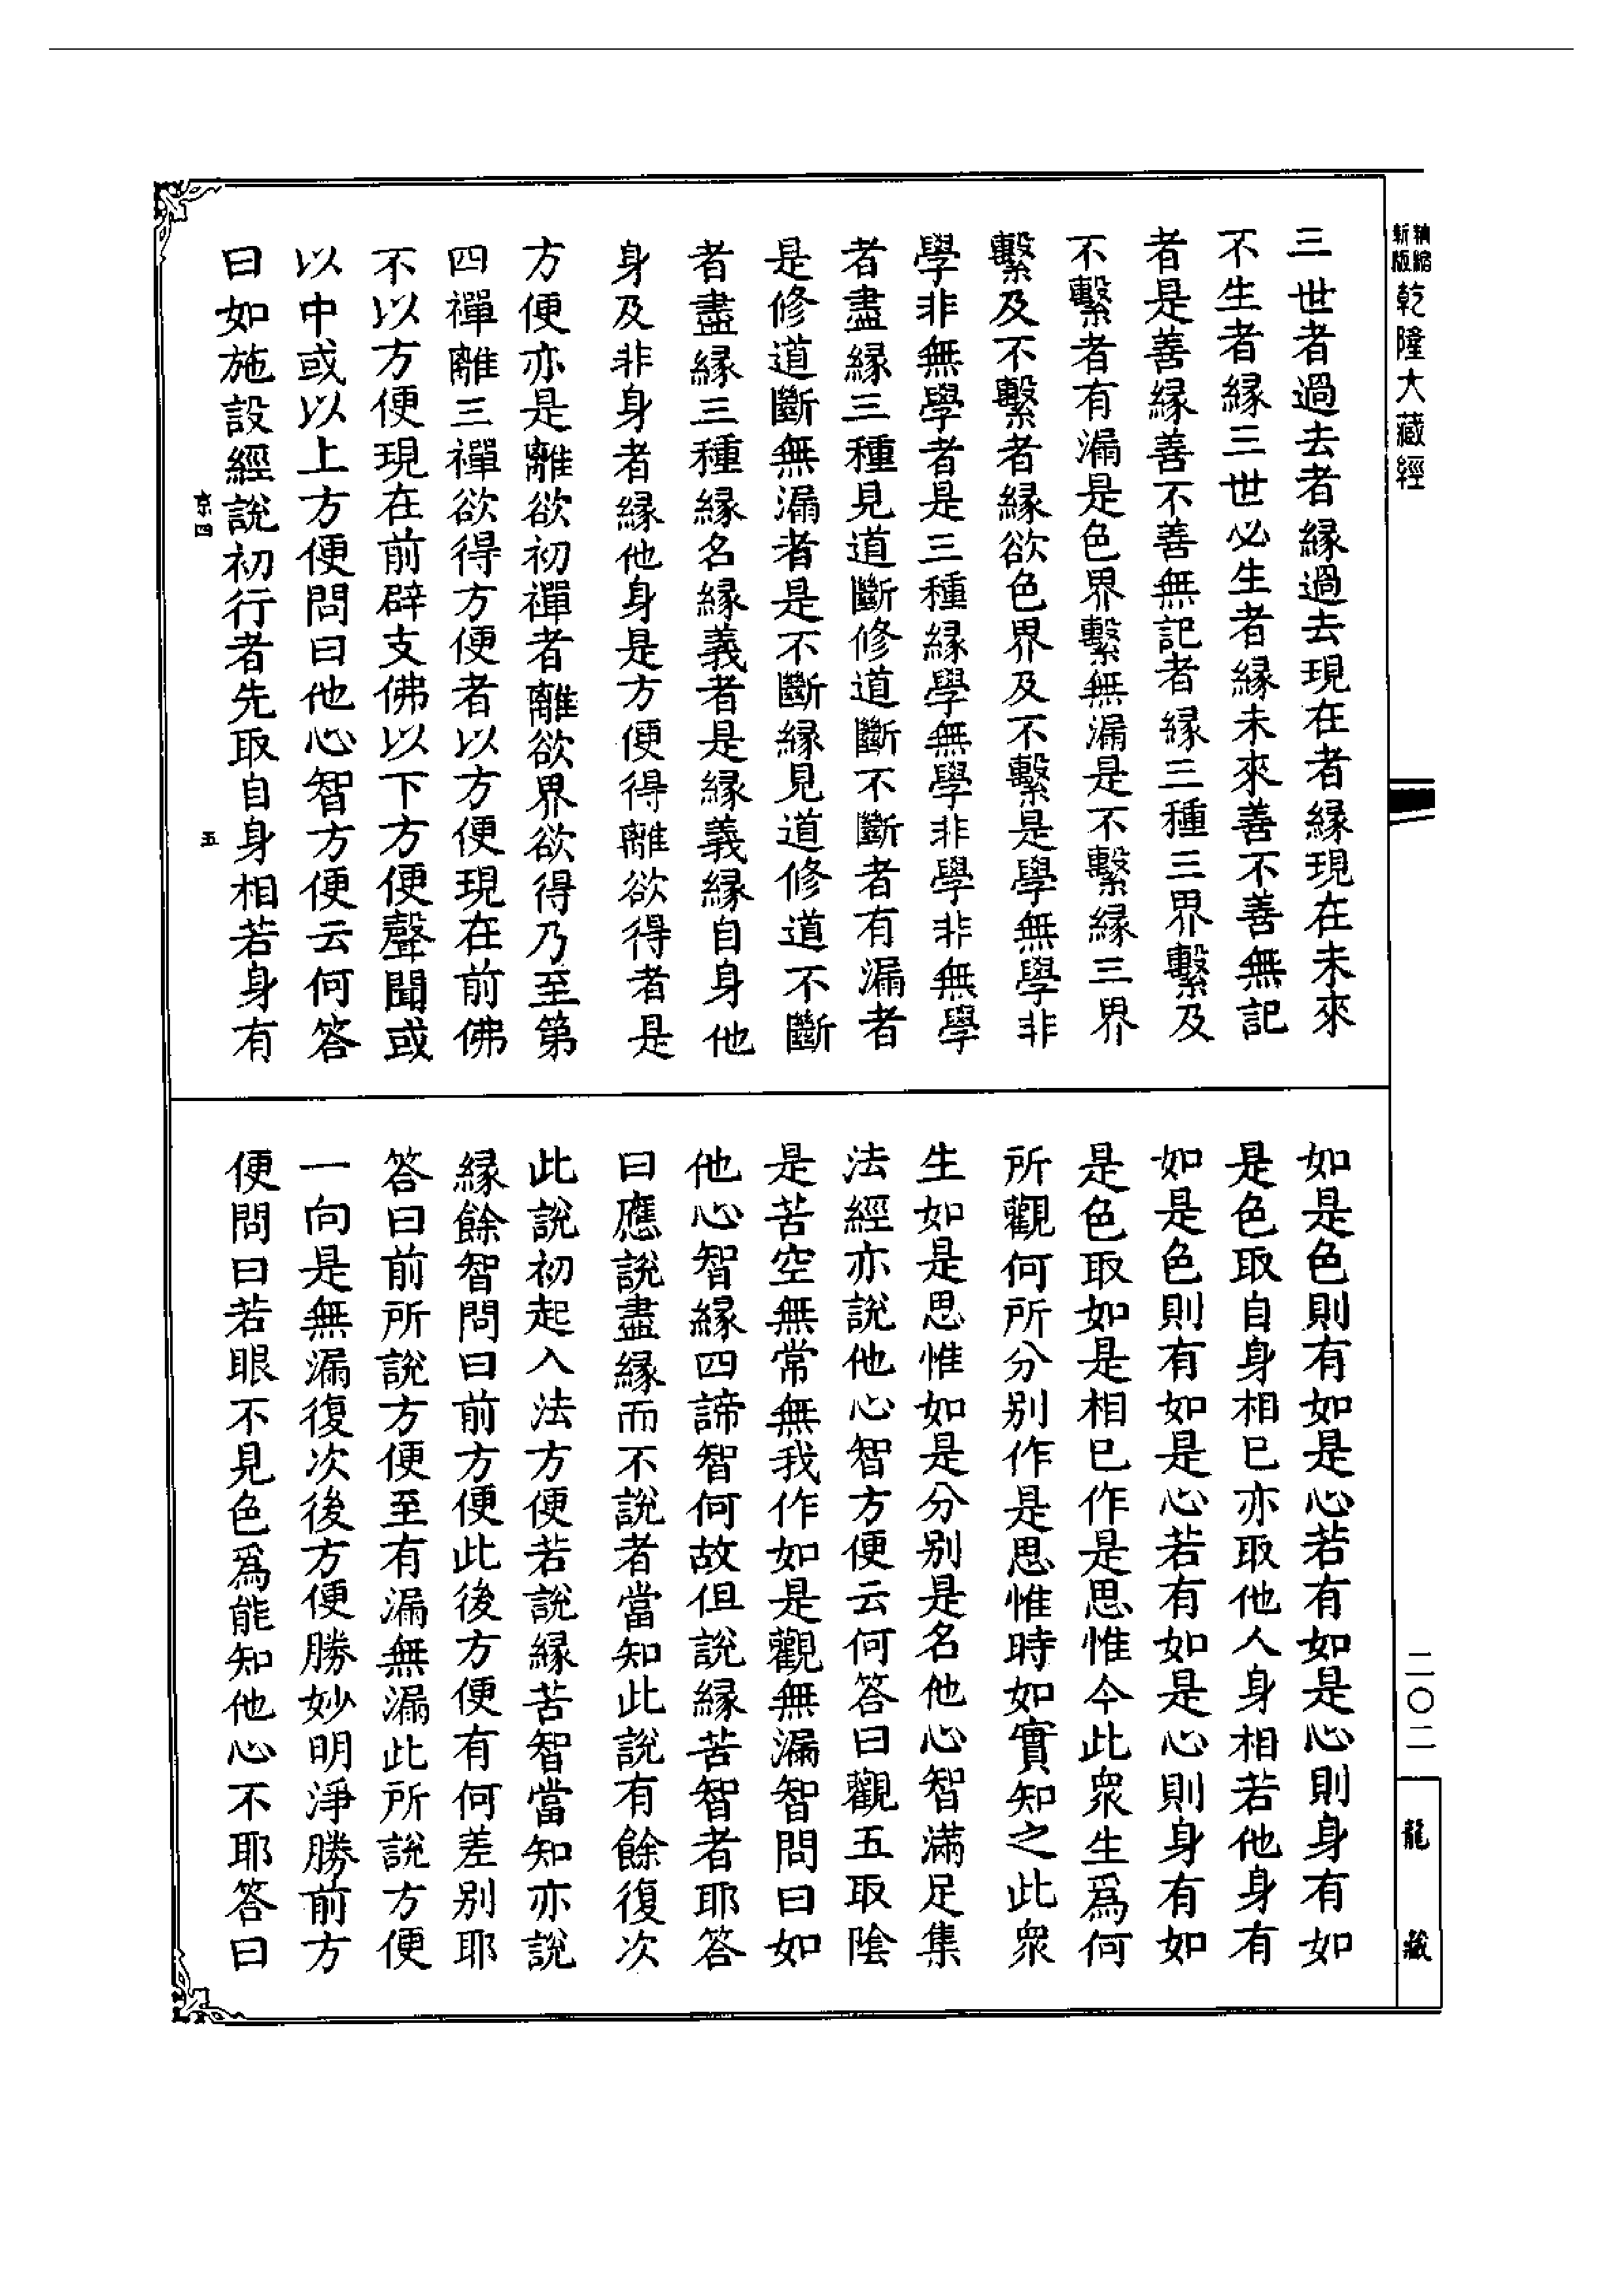 新版
軸縮
乾隆大藏經
三世者過去者緣過去現在者緣現在未來
不生者緣三世必生者緣未來善不善無記
者是善緣善不善無記者緣三種三界繫及
不繫者有漏是色界繫無漏是不繫緣三界
繫及不繫者緣欲色界及不繫是學無學非
學非無學者是三種緣學無學非學非無學
者盡緣三種見道斷修道斷不斷者有漏者
是修道斷無漏者是不斷緣見道修道不斷
者盡緣三種緣名緣義者是緣義緣自身他
身及非身者緣他身是方便得離欲得者是
方便亦是離欲初禪者離欲界欲得乃至第
四禪離三禪欲得方便者以方便現在前佛
不以方便現在前辟支佛以下方便聲聞或
以中或以上方便問曰他心智方便云何答
曰如施設經說初行者先取自身相若身有
京四
五
如是色則有如是心若有如是心則身有如
是色取自身相已亦取他人身相若他身有
如是色則有如是心若有如是心則身有如
是色取如是相已作是思惟今此眾生爲何
所觀何所分别作是思惟時如實知之此眾
生如是思惟如是分别是名他心智滿足集
法經亦說他心智方便云何答曰觀五取陰
是苦空無常無我作如是觀無漏智問曰如
他心智緣四諦智何故但說緣苦智者耶答
曰應說盡緣而不說者當知此說有餘復次
此說初起入法方便若說緣苦智當知亦說
緣餘智問曰前方便此後方便有何差别耶
答曰前所說方便至有漏無漏此所說方便
一向是無漏復次後方便勝妙明淨勝前方
便問曰若眼不見色爲能知他心不耶答曰
二〇二
龍藏